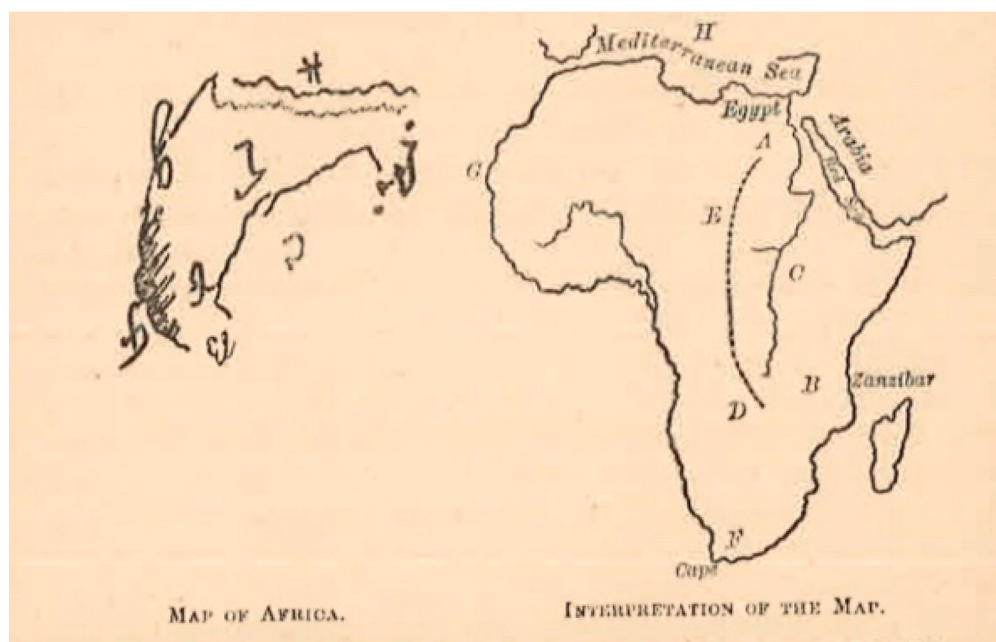 H
H
Mediterranean Sea
Egypt
A
Arabia
Red Sea
G
E
C
B
Zanzibar
D
F
Cape
MAP OF AFRICA.
INTERPRETATION OF THE MAP.